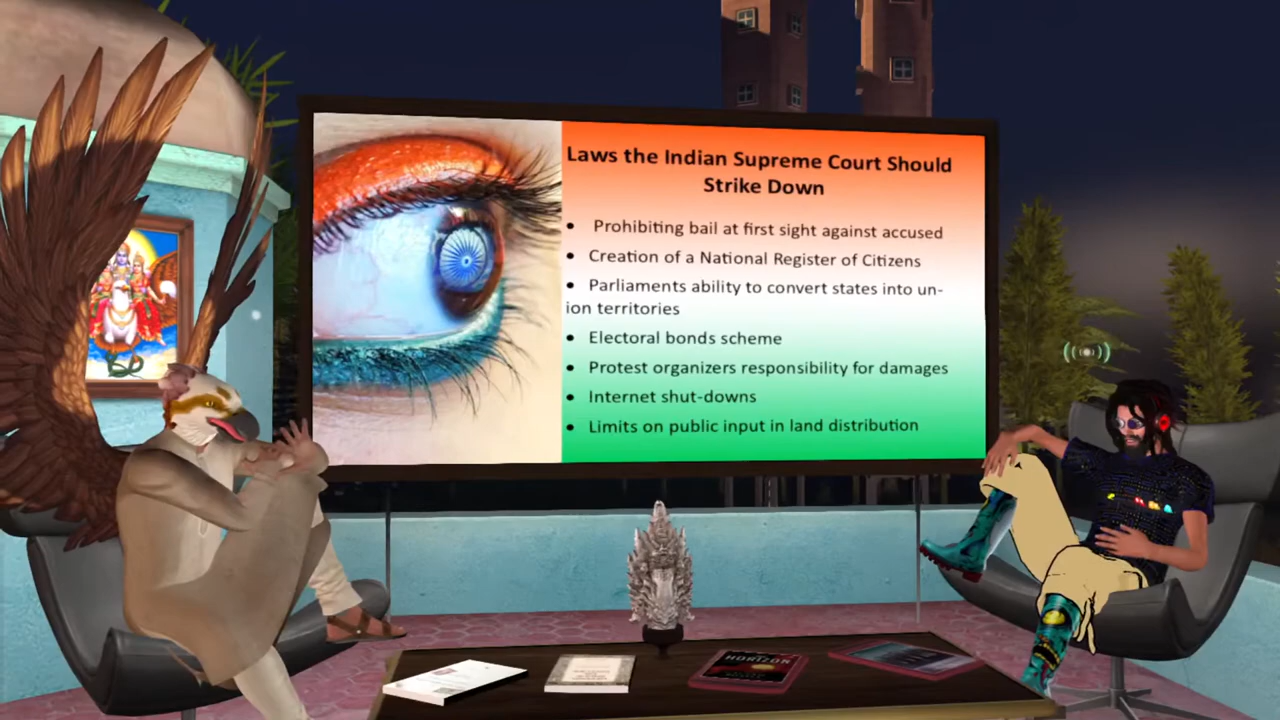 Laws the Indian Supreme Court Should
Strike Down
• Prohibiting bail at first sight against accused
• Creation of a National Register of Citizens
• Parliaments ability to convert states into un-
ion territories
• Electoral bonds scheme
• Protest organizers responsibility for damages
• Internet shut-downs
• Limits on public input in land distribution
HORIZON